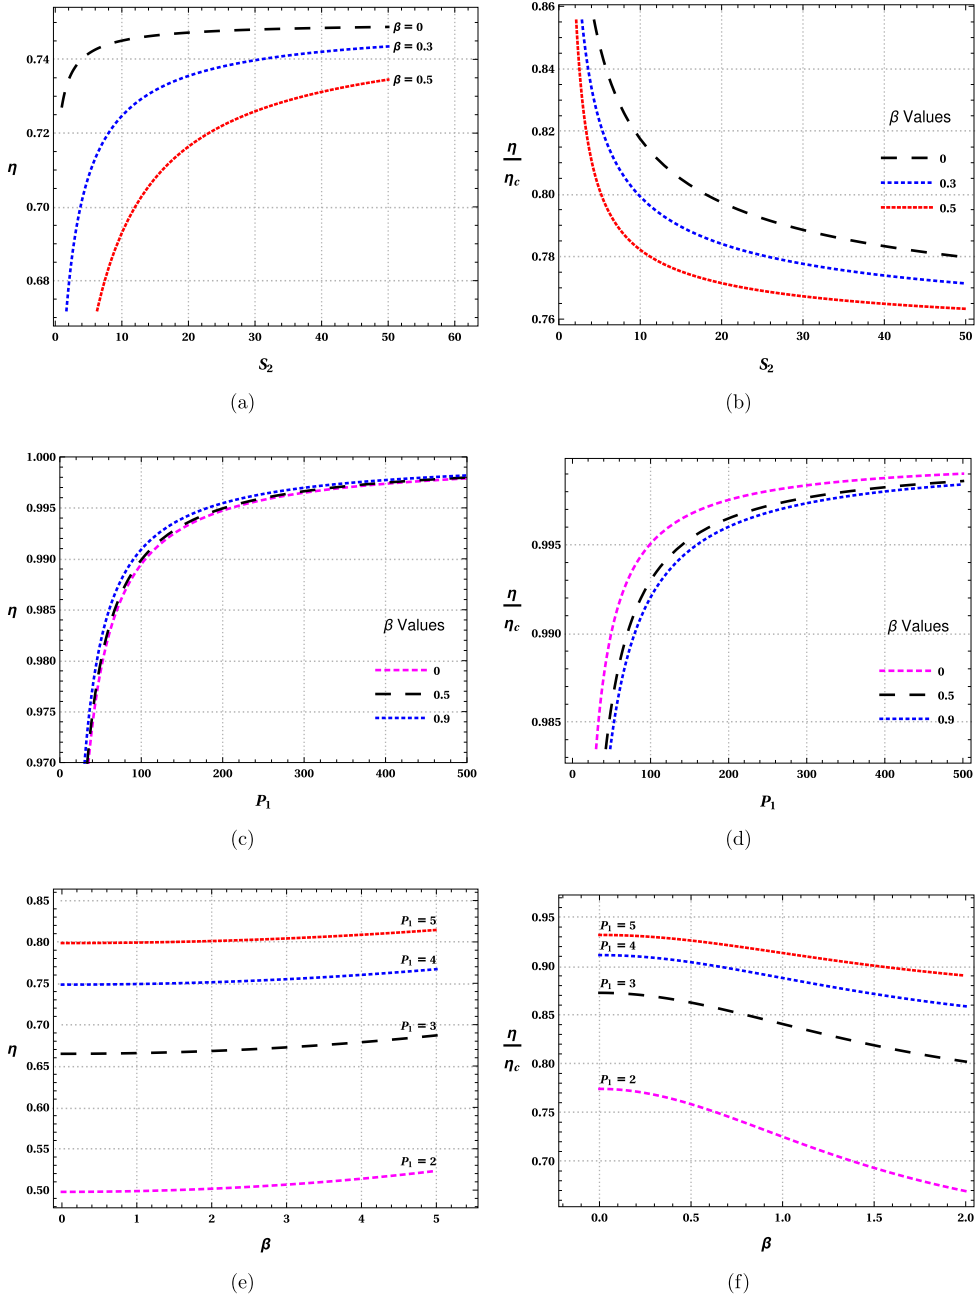 β = 0
β = 0.3
β = 0.5
0.74
0.72
0.70
0.68
η
0 10 20 30 40 50 60
S₂
(a)
0.86
0.84
0.82
0.80
0.78
0.76
η/η_c
β Values
0
0.3
0.5
0 10 20 30 40 50
S₂
(b)
1.000
0.995
0.990
0.985
0.980
0.975
0.970
η
β Values
0
0.5
0.9
0 100 200 300 400 500
P₁
(c)
0.995
0.990
0.985
η/η_c
β Values
0
0.5
0.9
0 100 200 300 400 500
P₁
(d)
0.85
0.80
0.75
0.70
0.65
0.60
0.55
0.50
η
P₁ = 5
P₁ = 4
P₁ = 3
P₁ = 2
0 1 2 3 4 5
β
(e)
0.95
0.90
0.85
0.80
0.75
0.70
η/η_c
P₁ = 5
P₁ = 4
P₁ = 3
P₁ = 2
0.0 0.5 1.0 1.5 2.0
β
(f)